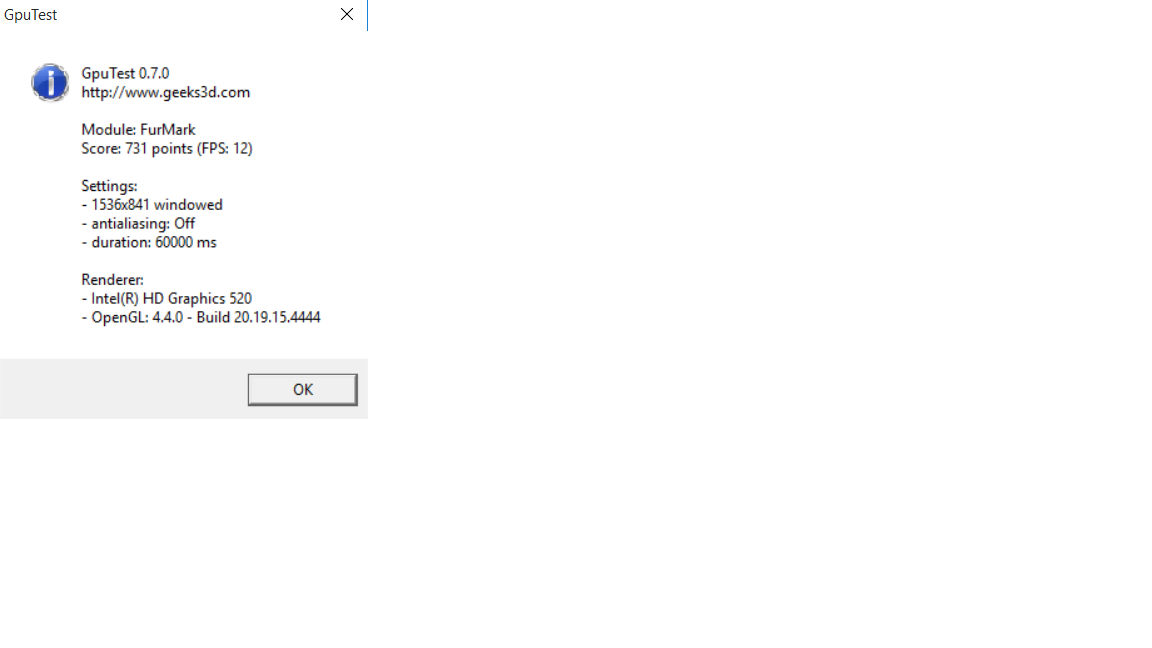 GpuTest
GpuTest 0.7.0
http://www.geeks3d.com
Module: FurMark
Score: 731 points (FPS: 12)
Settings:
- 1536x841 windowed
- antialiasing: Off
- duration: 60000 ms
Renderer:
- Intel(R) HD Graphics 520
- OpenGL: 4.4.0 - Build 20.19.15.4444
OK